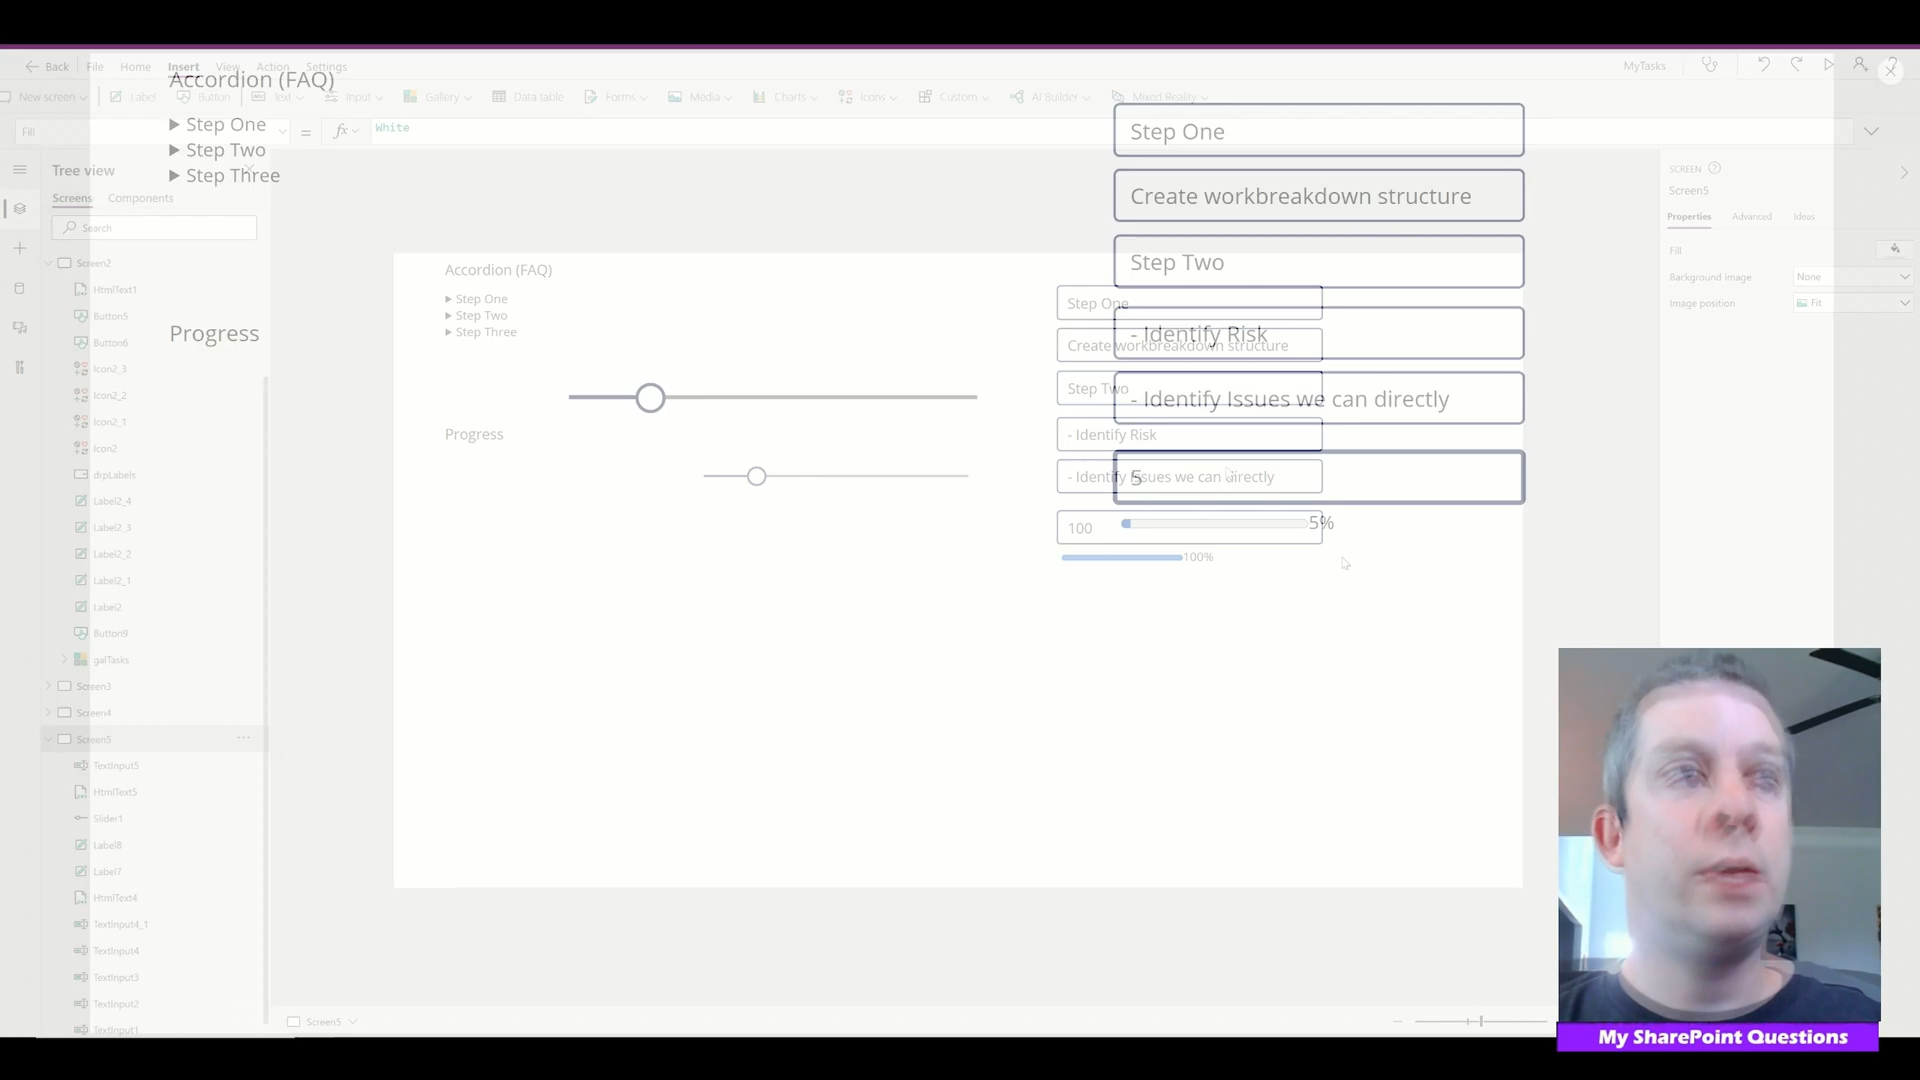 Back File Home Insert View Action Settings
MyTasks
Accordion (FAQ)
New screen Label Button Text Input Gallery Data table Forms Media Charts Icons Custom AI Builder Mixed Reality
Fill = fx White
Step One
Step Two
Step Three
Tree view
Screens Components
Search
Screen2
HtmlText1
Button5
Button6
Icon2_3
Icon2_2
Icon2_1
Icon2
drpLabels
Label2_4
Label2_3
Label2_2
Label2_1
Label2
Button9
galTasks
Screen3
Screen4
Screen5
TextInput5
HtmlText5
Slider1
Label8
Label7
HtmlText4
TextInput4_1
TextInput4
TextInput3
TextInput2
TextInput1
Progress
Accordion (FAQ)
Step One
Step Two
Step Three
Progress
Step One
Create workbreakdown structure
Step Two
- Identify Risk
- Identify Issues we can directly
5
5%
Step One
Create workbreakdown structure
Step Two
- Identify Risk
- Identify Issues we can directly
100
100%
SCREEN
Screen5
Properties Advanced Ideas
Fill
Background image None
Image position Fit
Screen5
My SharePoint Questions